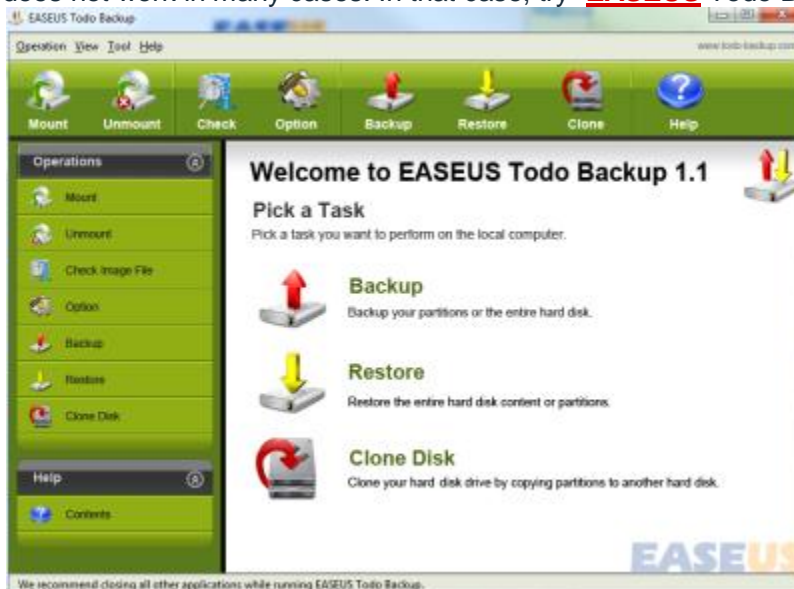 does not work in many cases. In that case, try EASEUS Todo B
EASEUS Todo Backup
Operation View Tool Help
www.todo-backup.com
Mount Unmount Check Option Backup Restore Clone Help
Operations
Mount
Unmount
Check Image File
Option
Backup
Restore
Clone Disk
Help
Contents
Welcome to EASEUS Todo Backup 1.1
Pick a Task
Pick a task you want to perform on the local computer.
Backup
Backup your partitions or the entire hard disk.
Restore
Restore the entire hard disk content or partitions.
Clone Disk
Clone your hard disk drive by copying partitions to another hard disk.
EASEUS
We recommend closing all other applications while running EASEUS Todo Backup.